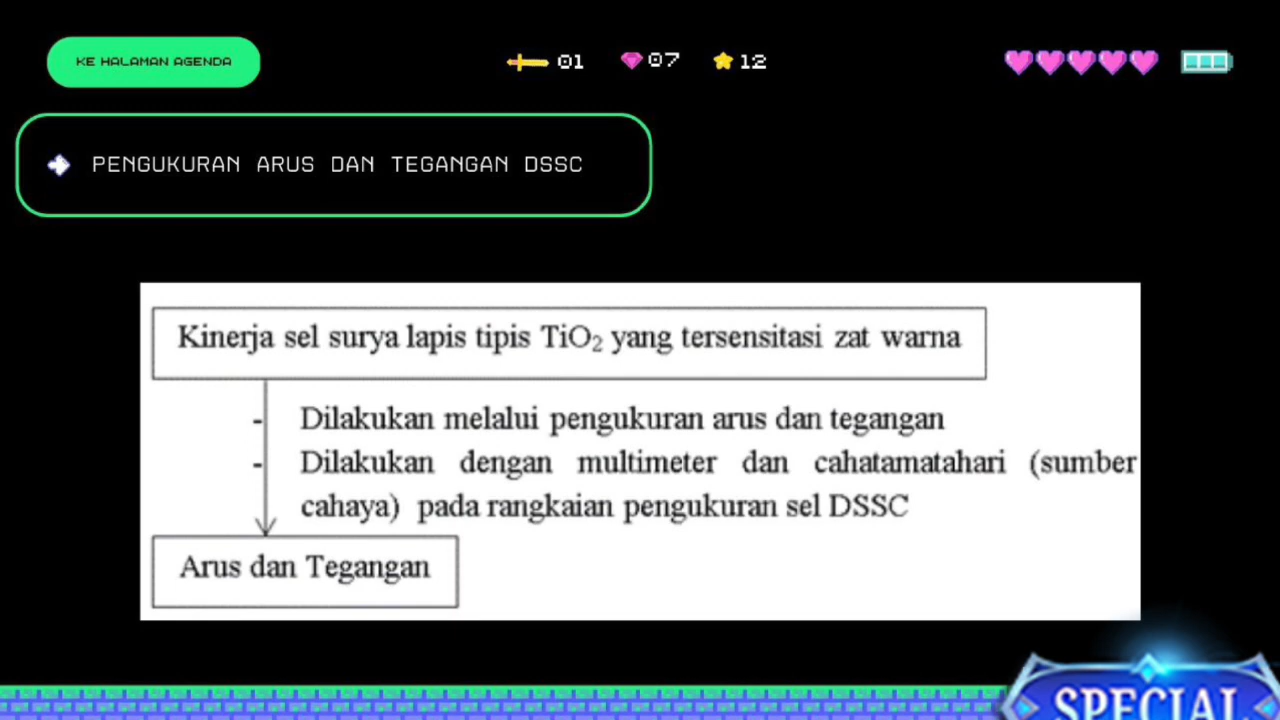 KE HALAMAN AGENDA
01
07
12
PENGUKURAN ARUS DAN TEGANGAN DSSC
Kinerja sel surya lapis tipis TiO₂ yang tersensitasi zat warna
- Dilakukan melalui pengukuran arus dan tegangan
- Dilakukan dengan multimeter dan cahatamatahari (sumber
cahaya) pada rangkaian pengukuran sel DSSC
Arus dan Tegangan
SPECIAL